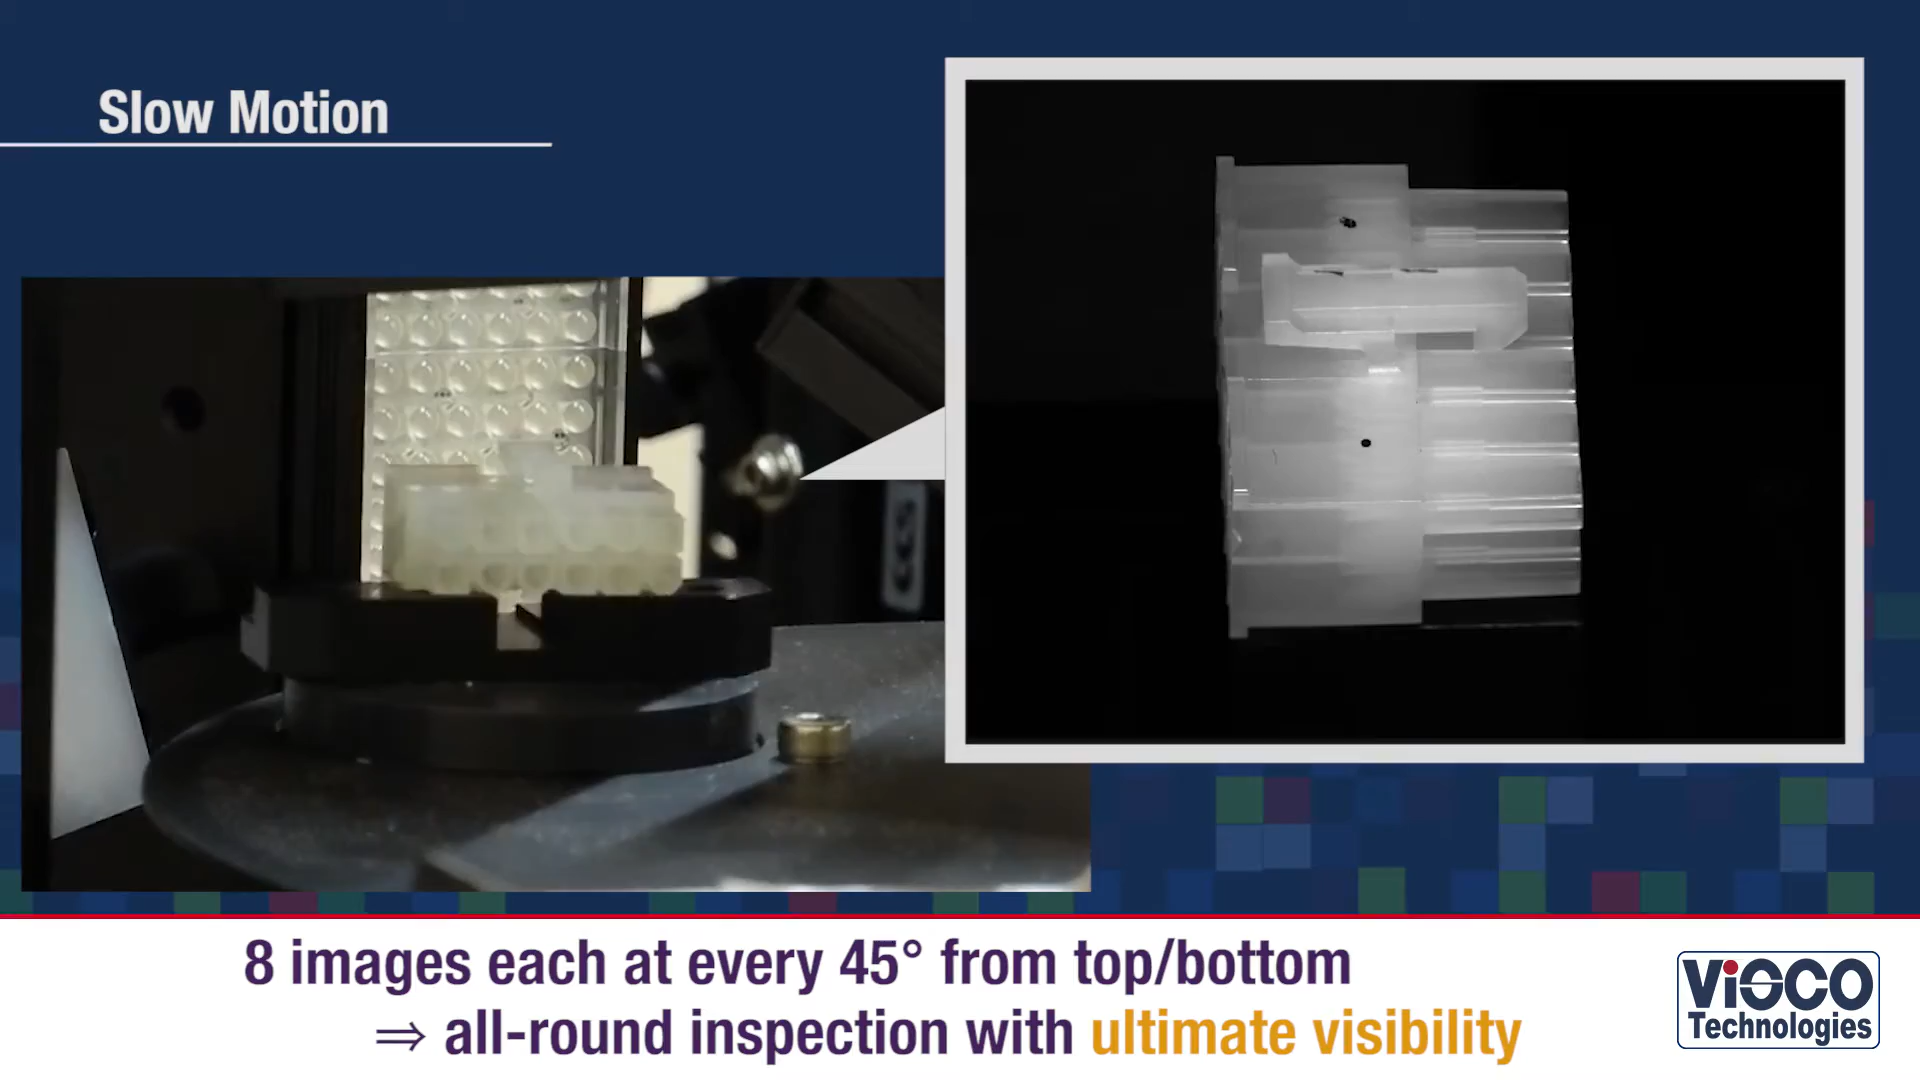 Slow Motion
CCS
8 images each at every 45° from top/bottom
⇒ all-round inspection with ultimate visibility
ViSCO
Technologies